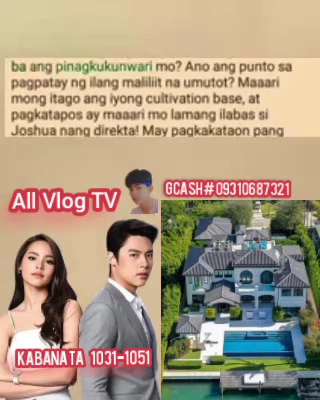 ba ang pinagkukunwari mo? Ano ang punto sa
pagpatay ng ilang maliliit na umutot? Maaari
mong itago ang iyong cultivation base, at
pagkatapos ay maaari mo lamang ilabas si
Joshua nang direkta! May pagkakataon pang
GCASH# 09310687321
All Vlog TV
KABANATA 1031-1051